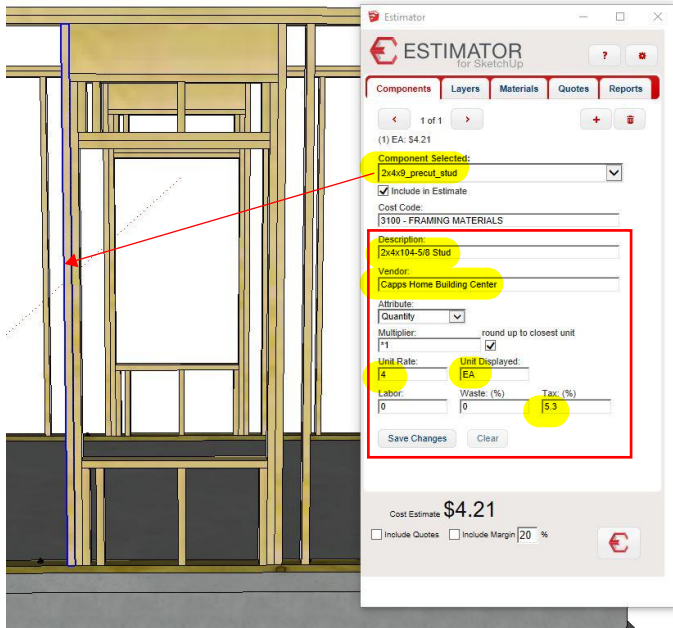 Estimator
ESTIMATOR
for SketchUp
?
Components Layers Materials Quotes Reports
< 1 of 1 > +
(1) EA: $4.21
Component Selected:
2x4x9_precut_stud
Include in Estimate
Cost Code:
3100 - FRAMING MATERIALS
Description:
2x4x104-5/8 Stud
Vendor:
Capps Home Building Center
Attribute:
Quantity
Multiplier: round up to closest unit
*1
Unit Rate: Unit Displayed:
4 EA
Labor: Waste: (%) Tax: (%)
0 0 5.3
Save Changes Clear
Cost Estimate $4.21
Include Quotes Include Margin 20 %